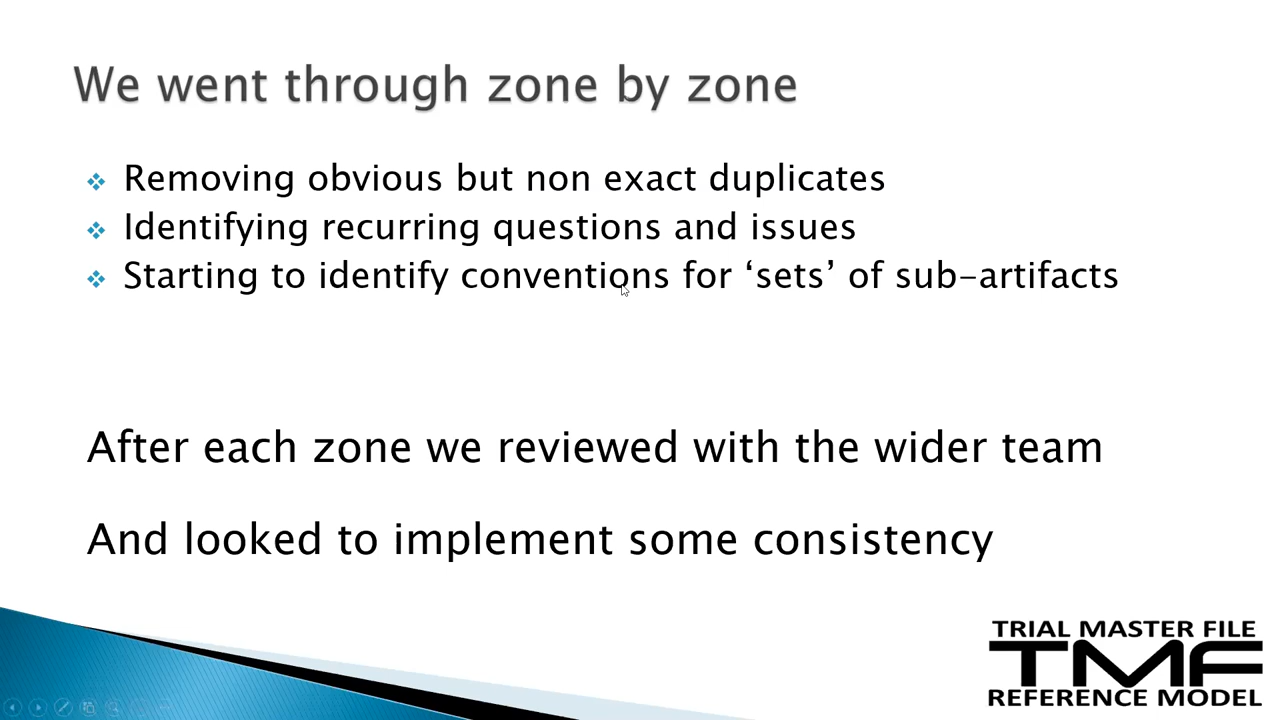 We went through zone by zone
Removing obvious but non exact duplicates
Identifying recurring questions and issues
Starting to identify conventions for ‘sets’ of sub-artifacts
After each zone we reviewed with the wider team
And looked to implement some consistency
TRIAL MASTER FILE
TMF
REFERENCE MODEL